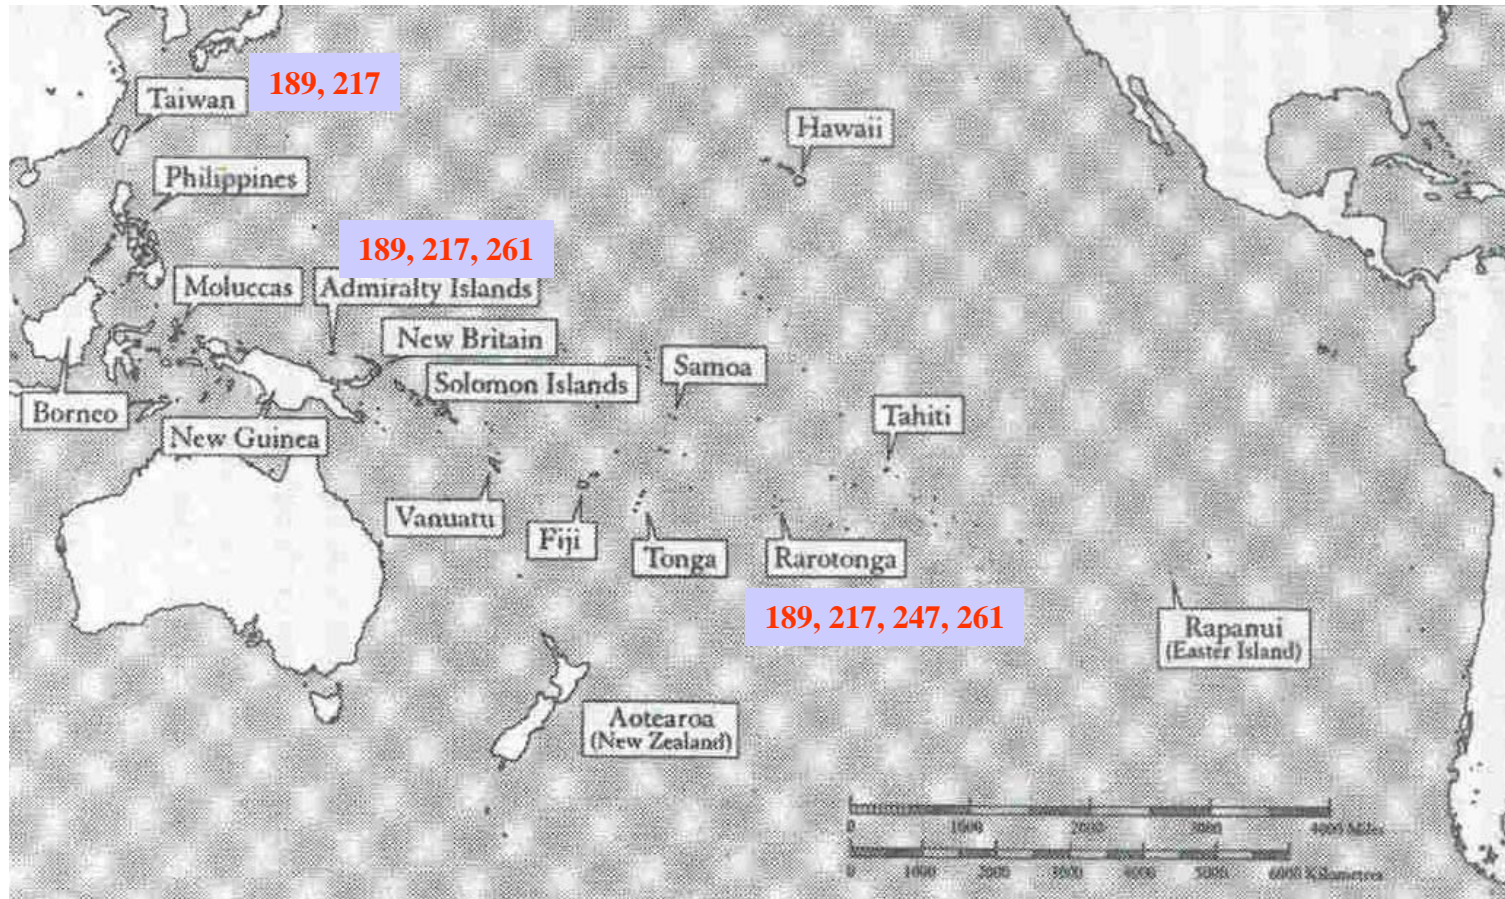 189, 217
Taiwan
Hawaii
Philippines
189, 217, 261
Moluccas
Admiralty Islands
New Britain
Samoa
Solomon Islands
Borneo
Tahiti
New Guinea
Vanuatu
Fiji
Tonga
Rarotonga
189, 217, 247, 261
Rapanui
(Easter Island)
Aotearoa
(New Zealand)
0 1000 2000 3000 4000 Miles
0 1000 2000 3000 4000 5000 6000 Kilometres